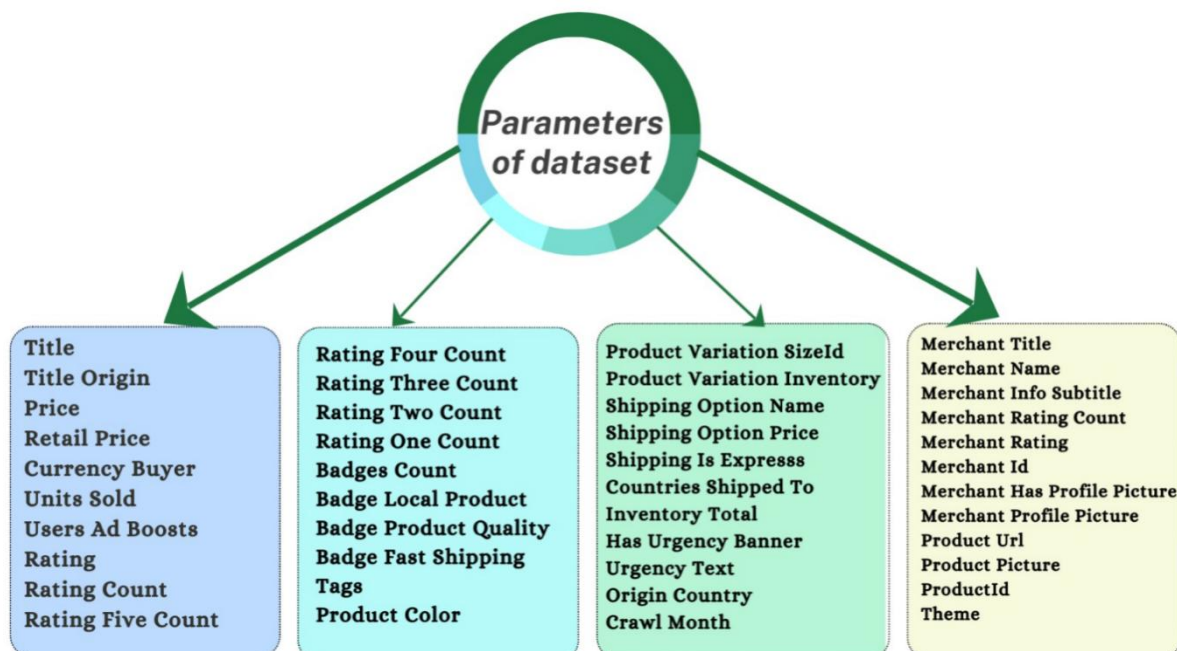 Parameters
of dataset
Title
Title Origin
Price
Retail Price
Currency Buyer
Units Sold
Users Ad Boosts
Rating
Rating Count
Rating Five Count
Rating Four Count
Rating Three Count
Rating Two Count
Rating One Count
Badges Count
Badge Local Product
Badge Product Quality
Badge Fast Shipping
Tags
Product Color
Product Variation SizeId
Product Variation Inventory
Shipping Option Name
Shipping Option Price
Shipping Is Expresss
Countries Shipped To
Inventory Total
Has Urgency Banner
Urgency Text
Origin Country
Crawl Month
Merchant Title
Merchant Name
Merchant Info Subtitle
Merchant Rating Count
Merchant Rating
Merchant Id
Merchant Has Profile Picture
Merchant Profile Picture
Product Url
Product Picture
ProductId
Theme